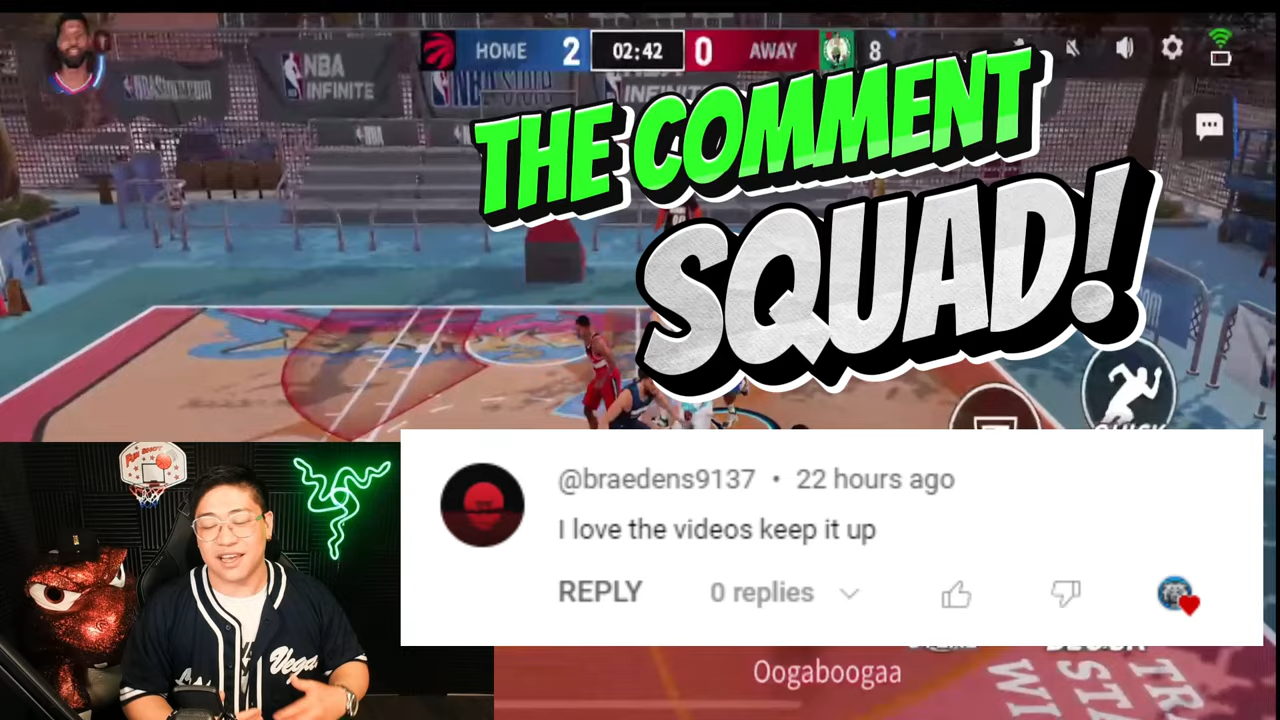 HOME 2 02:42 0 AWAY 8
NBA
INFINITE
THE COMMENT
SQUAD!
@braedens9137 • 22 hours ago
I love the videos keep it up
REPLY 0 replies
Vegas
Oogaboogaa